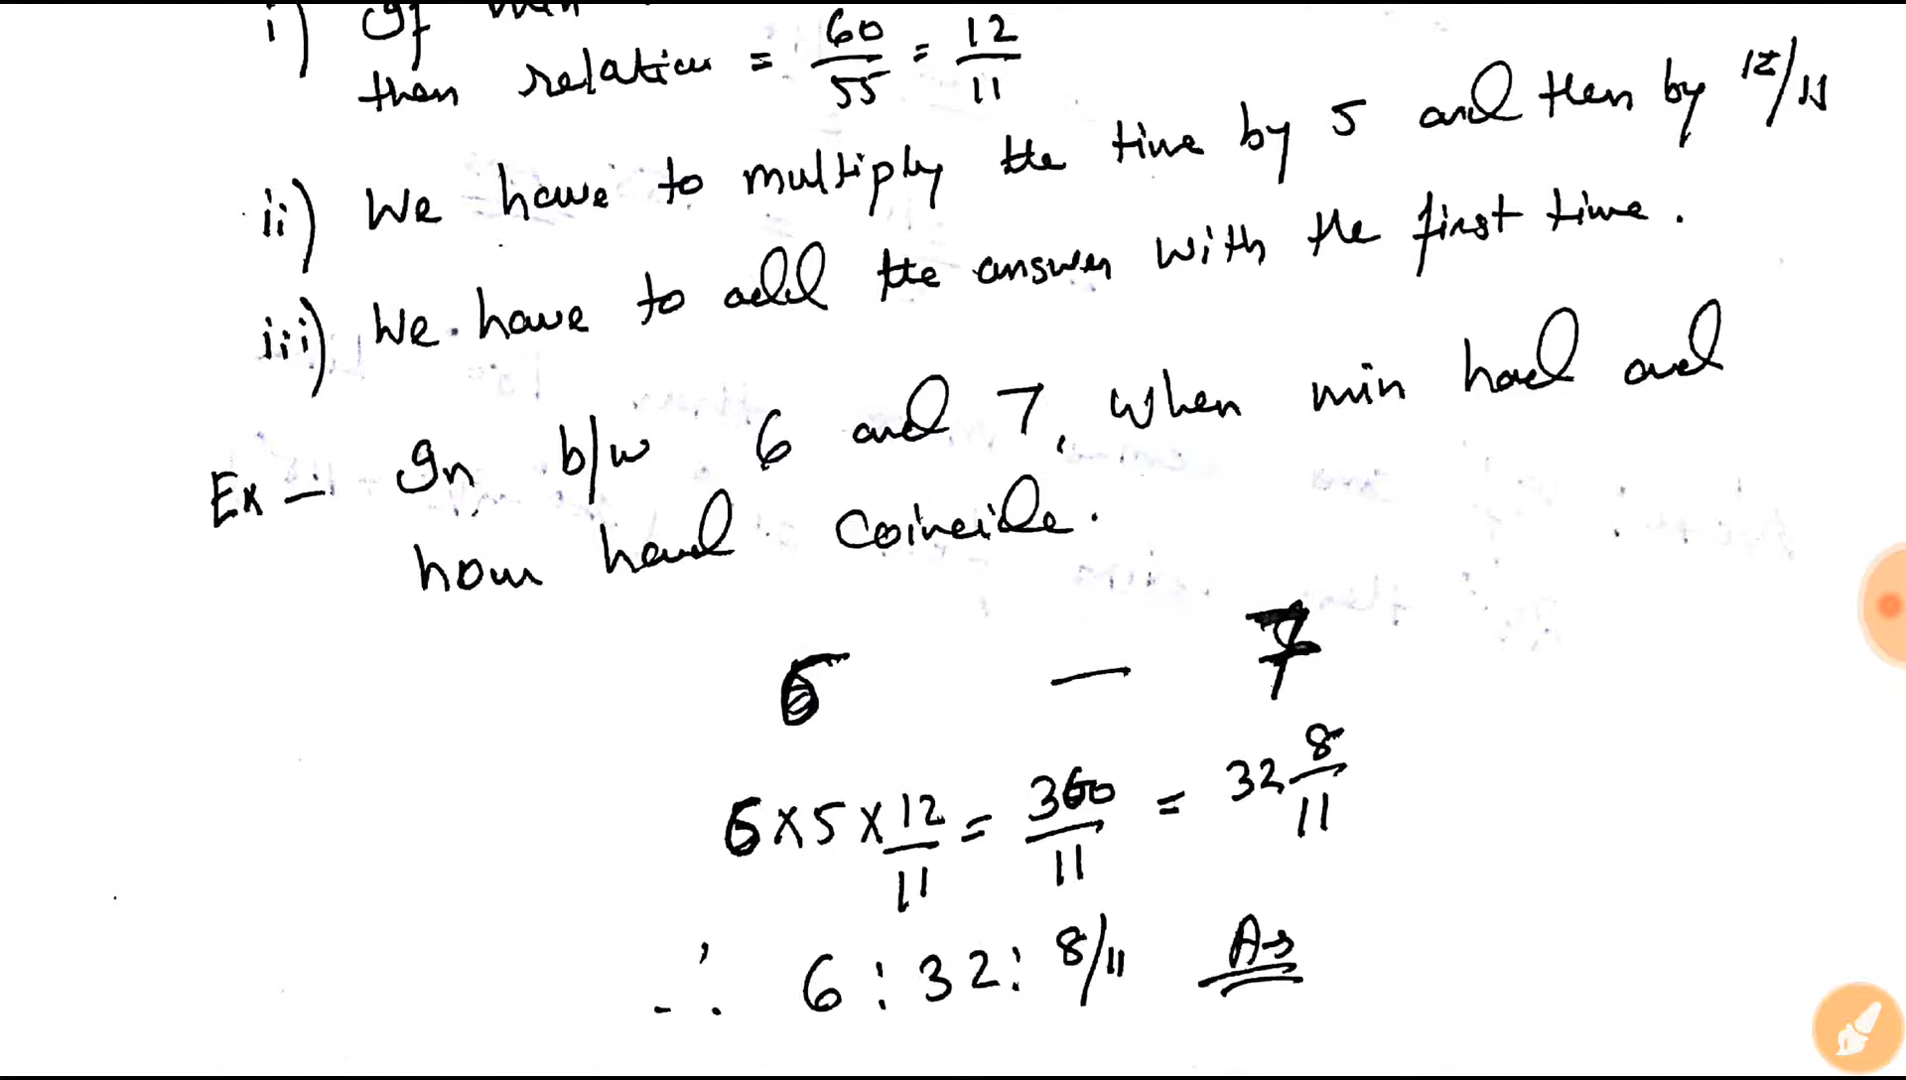 i) If min
then relation = 60/55 = 12/11
ii) We have to multiply the time by 5 and then by 12/11
iii) We have to add the answer with the first time.
Ex - In b/w 6 and 7, When min hand and
hour hand Coincide.
6 — 7
6 x 5 x 12/11 = 360/11 = 32 8/11
∴ 6 : 32 : 8/11 Ans